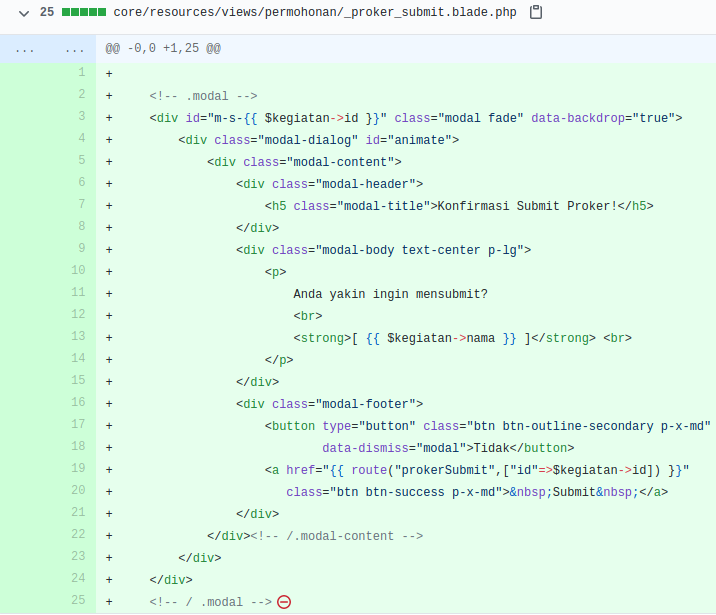 25 core/resources/views/permohonan/_proker_submit.blade.php
... ... @@ -0,0 +1,25 @@
1 +
2 +     <!-- .modal -->
3 +     <div id="m-s-{{ $kegiatan->id }}" class="modal fade" data-backdrop="true">
4 +         <div class="modal-dialog" id="animate">
5 +             <div class="modal-content">
6 +                 <div class="modal-header">
7 +                     <h5 class="modal-title">Konfirmasi Submit Proker!</h5>
8 +                 </div>
9 +                 <div class="modal-body text-center p-lg">
10 +                     <p>
11 +                         Anda yakin ingin mensubmit?
12 +                         <br>
13 +                         <strong>[ {{ $kegiatan->nama }} ]</strong> <br>
14 +                     </p>
15 +                 </div>
16 +                 <div class="modal-footer">
17 +                     <button type="button" class="btn btn-outline-secondary p-x-md"
18 +                             data-dismiss="modal">Tidak</button>
19 +                     <a href="{{ route("prokerSubmit",["id"=>$kegiatan->id]) }}"
20 +                        class="btn btn-success p-x-md">&nbsp;Submit&nbsp;</a>
21 +                 </div>
22 +             </div><!-- /.modal-content -->
23 +         </div>
24 +     </div>
25 +     <!-- / .modal -->